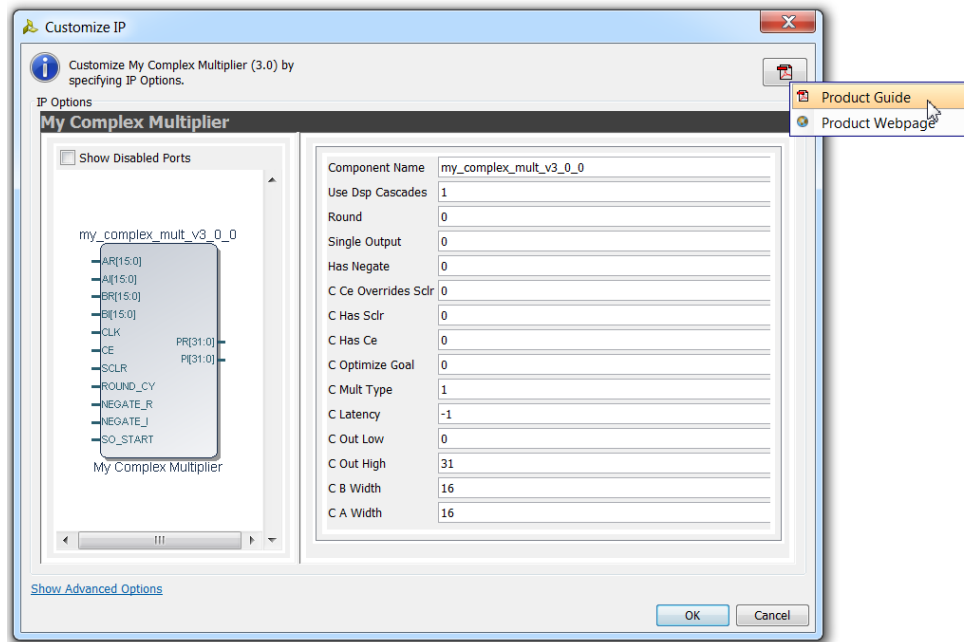 Customize IP
Customize My Complex Multiplier (3.0) by
specifying IP Options.
Product Guide
Product Webpage
IP Options
My Complex Multiplier
Show Disabled Ports
my_complex_mult_v3_0_0
AR[15:0]
AI[15:0]
BR[15:0]
BI[15:0]
CLK
CE
SCLR
ROUND_CY
NEGATE_R
NEGATE_I
SO_START
PR[31:0]
PI[31:0]
My Complex Multiplier
Component Name my_complex_mult_v3_0_0
Use Dsp Cascades 1
Round 0
Single Output 0
Has Negate 0
C Ce Overrides Sclr 0
C Has Sclr 0
C Has Ce 0
C Optimize Goal 0
C Mult Type 1
C Latency -1
C Out Low 0
C Out High 31
C B Width 16
C A Width 16
Show Advanced Options
OK
Cancel